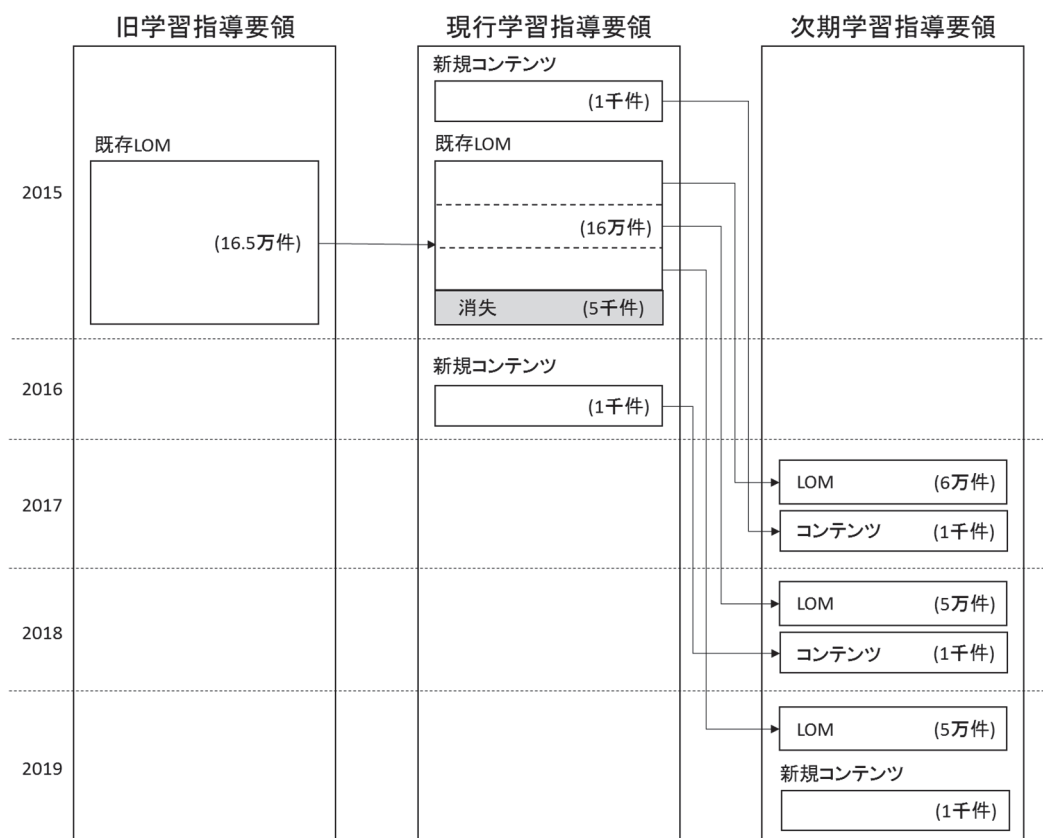 旧学習指導要領
現行学習指導要領
次期学習指導要領
2015
既存LOM
(16.5万件)
新規コンテンツ
(1千件)
既存LOM
(16万件)
消失 (5千件)
2016
新規コンテンツ
(1千件)
2017
LOM (6万件)
コンテンツ (1千件)
2018
LOM (5万件)
コンテンツ (1千件)
2019
LOM (5万件)
新規コンテンツ
(1千件)